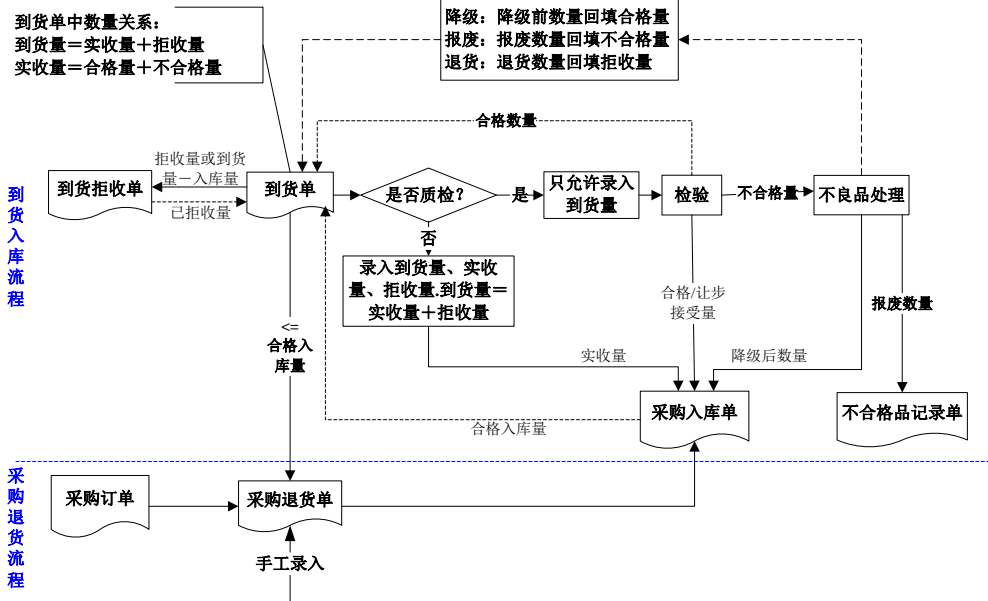 到货单中数量关系：
到货量＝实收量＋拒收量
实收量＝合格量＋不合格量
降级：降级前数量回填合格量
报废：报废数量回填不合格量
退货：退货数量回填拒收量
合格数量
到货入库流程
到货拒收单
拒收量或到货
量－入库量
已拒收量
到货单
是否质检？
是
只允许录入
到货量
检验
不合格量
不良品处理
否
录入到货量、实收
量、拒收量.到货量＝
实收量＋拒收量
合格/让步
接受量
报废数量
<=
合格入
库量
实收量
降级后数量
采购入库单
不合格品记录单
合格入库量
采购退货流程
采购订单
采购退货单
手工录入